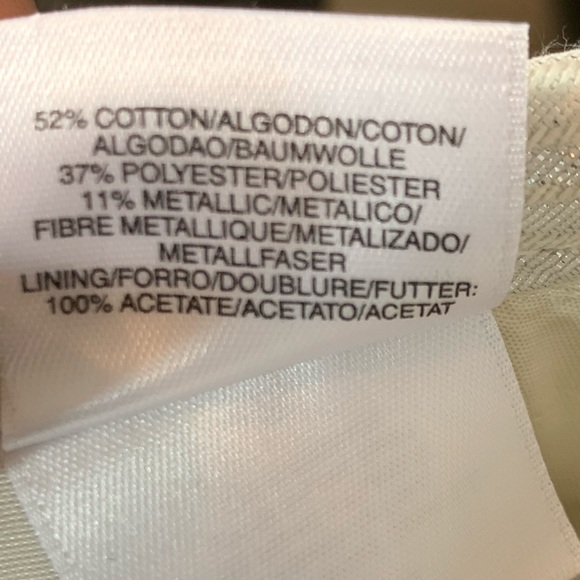 52% COTTON/ALGODON/COTON/
ALGODAO/BAUMWOLLE
37% POLYESTER/POLIESTER
11% METALLIC/METALICO/
FIBRE METALLIQUE/METALIZADO/
METALLFASER
LINING/FORRO/DOUBLURE/FUTTER:
100% ACETATE/ACETATO/ACETAT